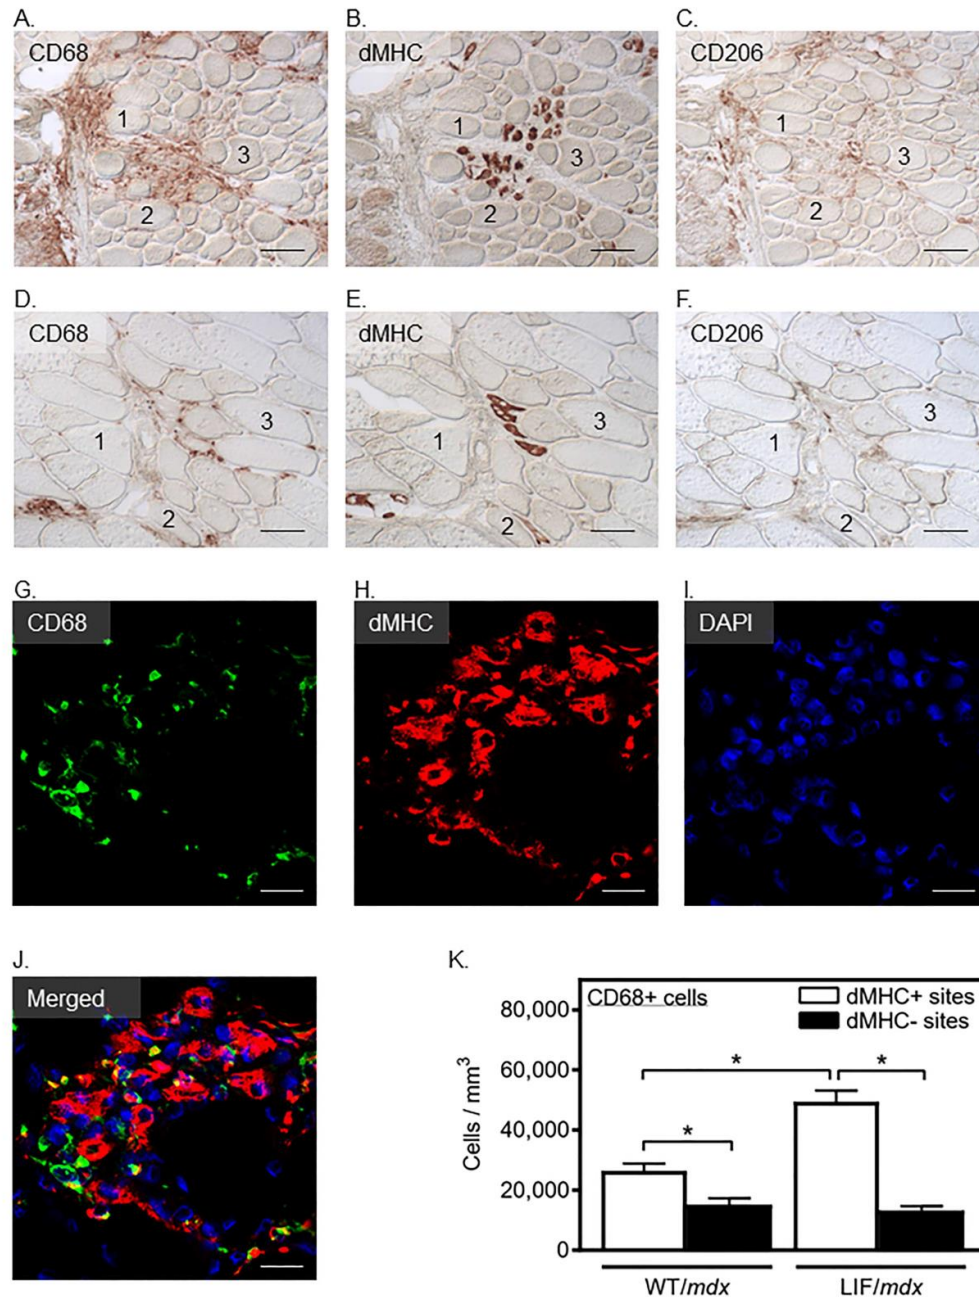 A. B. C.
CD68 dMHC CD206
1 1 1
3 3 3
2 2 2
D. E. F.
CD68 dMHC CD206
1 3 1 3 1 3
2 2 2
G. H. I.
CD68 dMHC DAPI
J. K.
Merged
CD68+ cells
dMHC+ sites
dMHC- sites
Cells / mm³
80,000
60,000
40,000
20,000
0
* * *
WT/mdx LIF/mdx